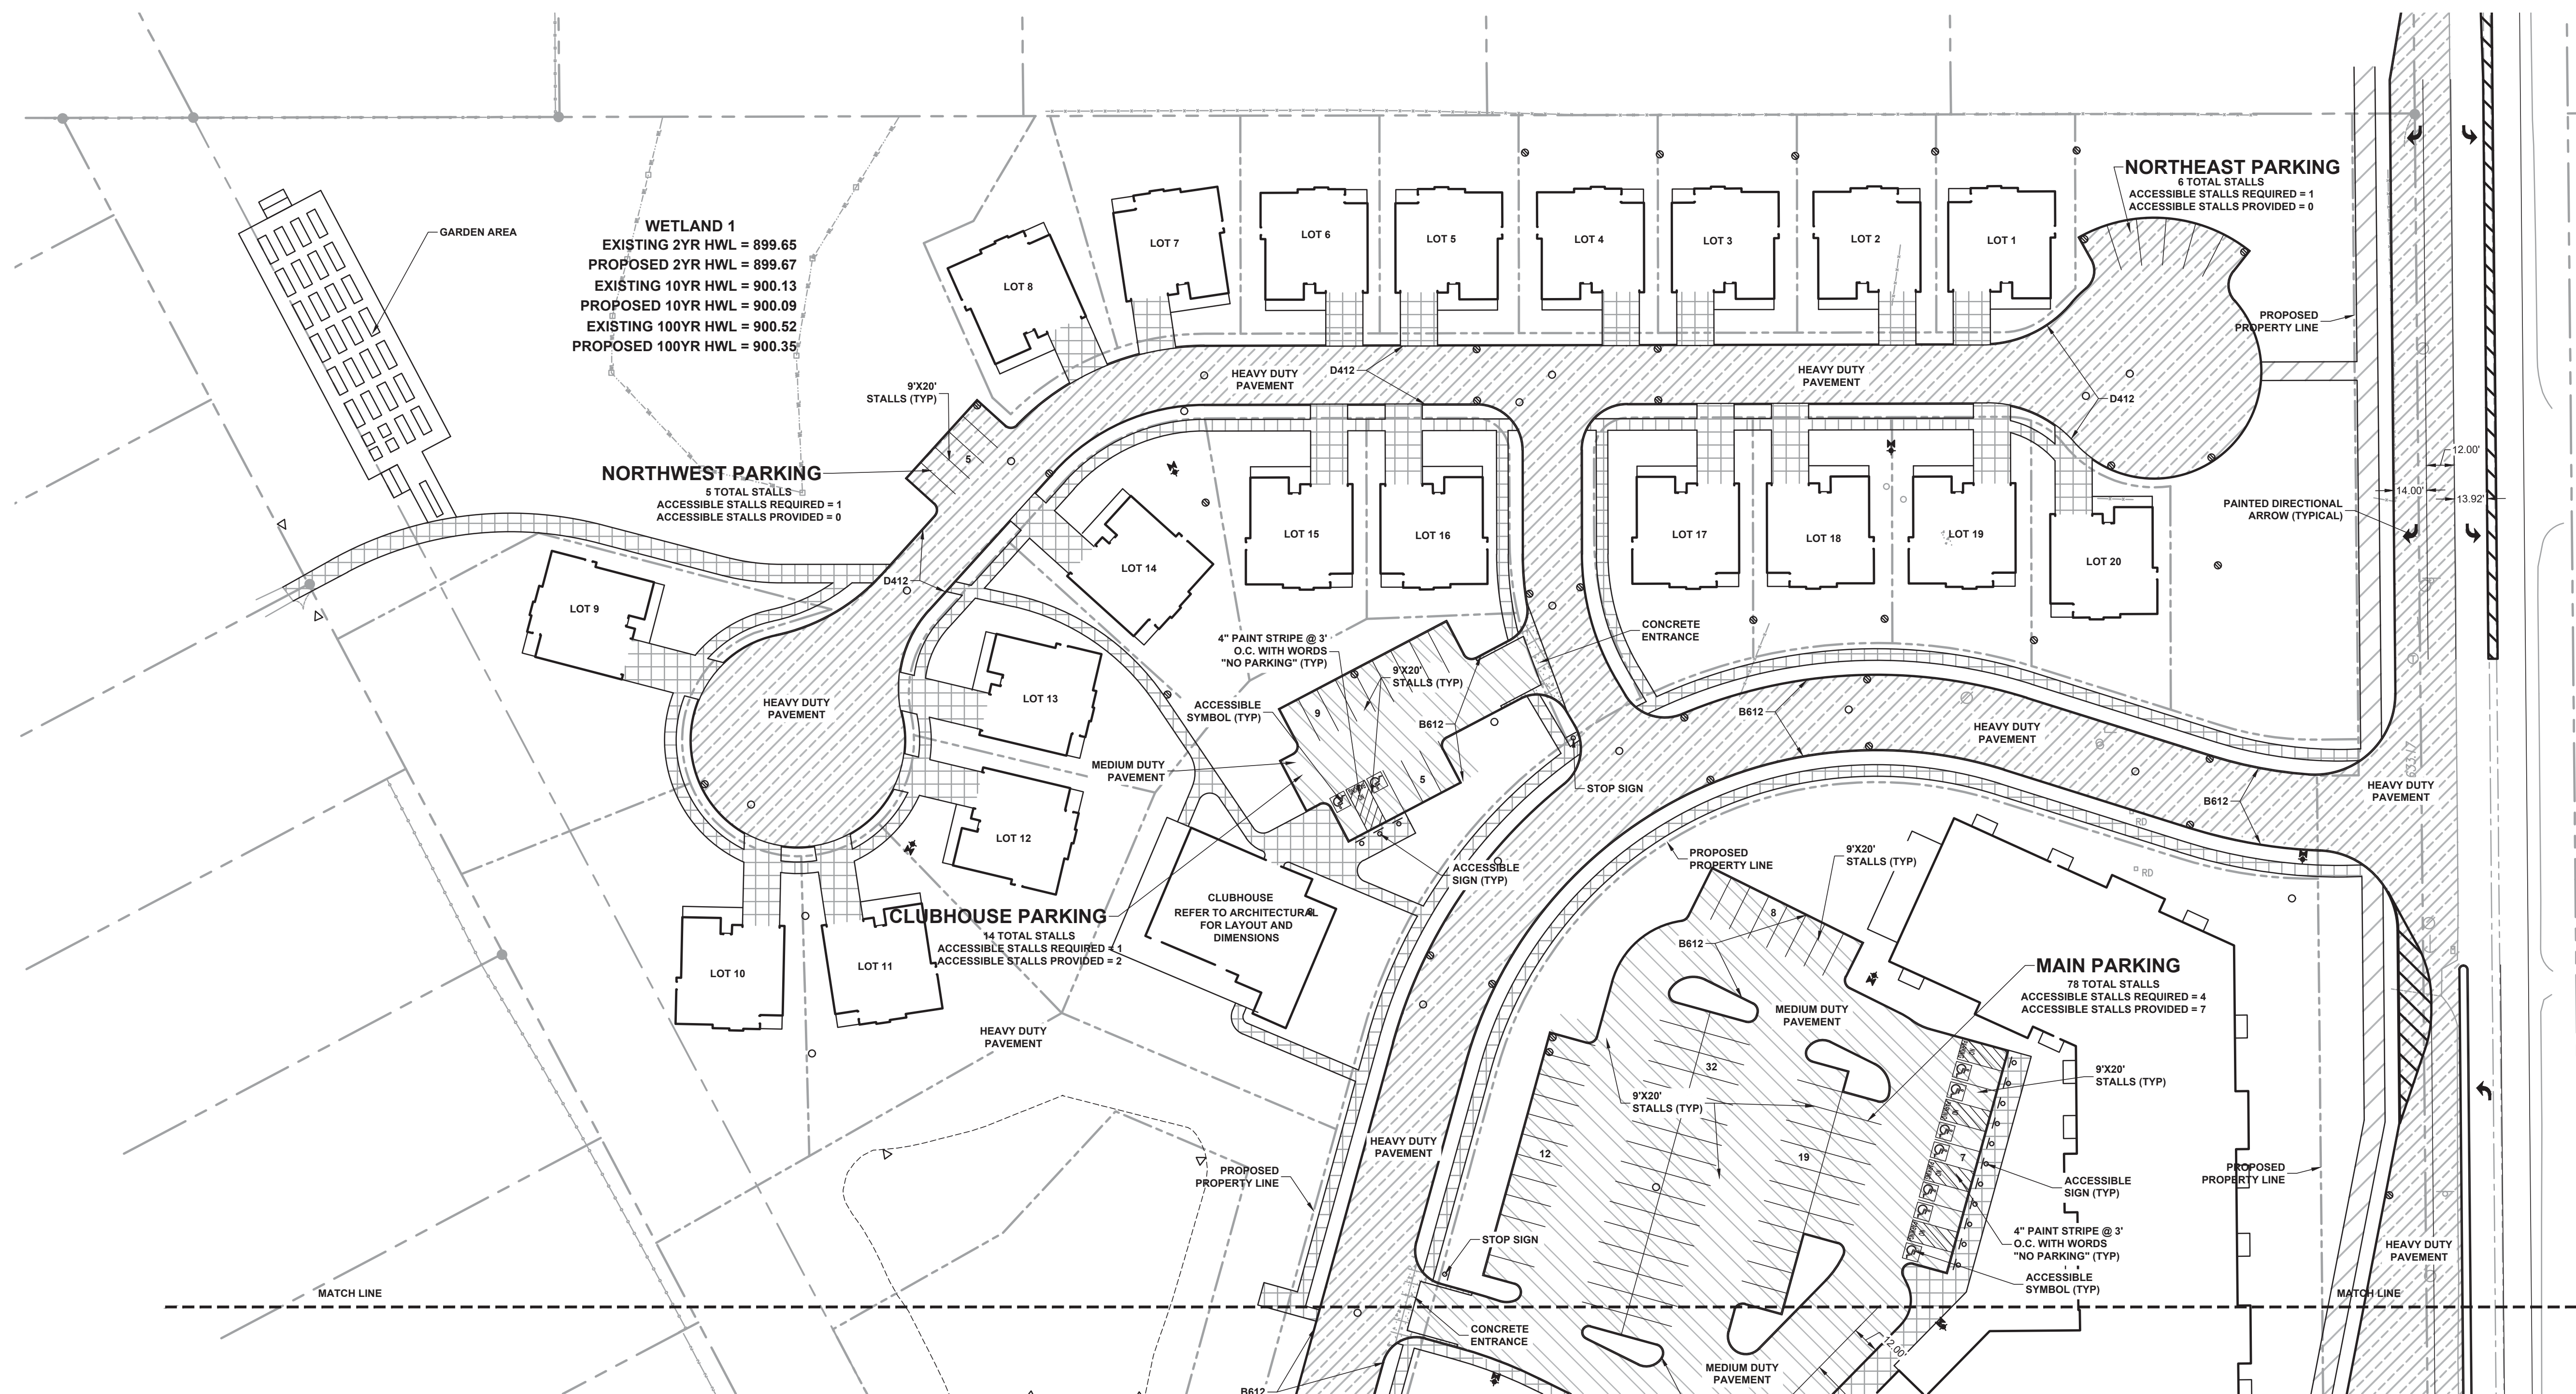 NORTHEAST PARKING
6 TOTAL STALLS
ACCESSIBLE STALLS REQUIRED = 1
ACCESSIBLE STALLS PROVIDED = 0
GARDEN AREA
WETLAND 1
EXISTING 2YR HWL = 899.65
PROPOSED 2YR HWL = 899.67
EXISTING 10YR HWL = 900.13
PROPOSED 10YR HWL = 900.09
EXISTING 100YR HWL = 900.52
PROPOSED 100YR HWL = 900.35
LOT 8
LOT 7
LOT 6
LOT 5
LOT 4
LOT 3
LOT 2
LOT 1
PROPOSED
PROPERTY LINE
9'X20'
STALLS (TYP)
HEAVY DUTY
PAVEMENT
D412
HEAVY DUTY
PAVEMENT
D412
5
NORTHWEST PARKING
5 TOTAL STALLS
ACCESSIBLE STALLS REQUIRED = 1
ACCESSIBLE STALLS PROVIDED = 0
12.00'
14.00'
13.92'
PAINTED DIRECTIONAL
ARROW (TYPICAL)
LOT 15
LOT 16
LOT 17
LOT 18
LOT 19
LOT 20
LOT 14
D412
LOT 9
4" PAINT STRIPE @ 3'
O.C. WITH WORDS
"NO PARKING" (TYP)
CONCRETE
ENTRANCE
9'X20'
STALLS (TYP)
LOT 13
HEAVY DUTY
PAVEMENT
ACCESSIBLE
SYMBOL (TYP)
9
B612
B612
HEAVY DUTY
PAVEMENT
MEDIUM DUTY
PAVEMENT
5
STOP SIGN
B612
HEAVY DUTY
PAVEMENT
RD
RD
LOT 12
PROPOSED
PROPERTY LINE
9'X20'
STALLS (TYP)
ACCESSIBLE
SIGN (TYP)
CLUBHOUSE
REFER TO ARCHITECTURAL
FOR LAYOUT AND
DIMENSIONS
CLUBHOUSE PARKING
14 TOTAL STALLS
ACCESSIBLE STALLS REQUIRED = 1
ACCESSIBLE STALLS PROVIDED = 2
8
B612
LOT 10
LOT 11
MAIN PARKING
78 TOTAL STALLS
ACCESSIBLE STALLS REQUIRED = 4
ACCESSIBLE STALLS PROVIDED = 7
MEDIUM DUTY
PAVEMENT
HEAVY DUTY
PAVEMENT
32
9'X20'
STALLS (TYP)
9'X20'
STALLS (TYP)
HEAVY DUTY
PAVEMENT
12
19
7
PROPOSED
PROPERTY LINE
ACCESSIBLE
SIGN (TYP)
PROPOSED
PROPERTY LINE
4" PAINT STRIPE @ 3'
O.C. WITH WORDS
"NO PARKING" (TYP)
STOP SIGN
HEAVY DUTY
PAVEMENT
ACCESSIBLE
SYMBOL (TYP)
MATCH LINE
MATCH LINE
CONCRETE
ENTRANCE
12.00'
MEDIUM DUTY
PAVEMENT
B612